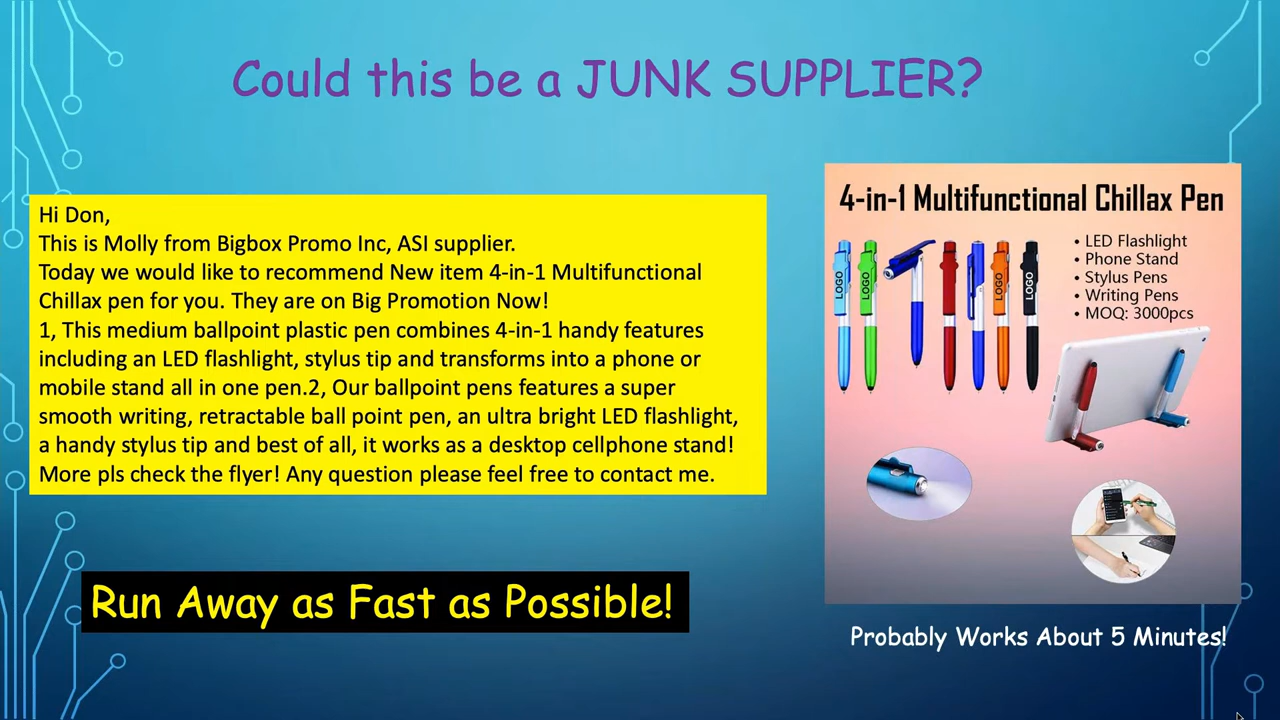 Could this be a JUNK SUPPLIER?
Hi Don,
This is Molly from Bigbox Promo Inc, ASI supplier.
Today we would like to recommend New item 4-in-1 Multifunctional
Chillax pen for you. They are on Big Promotion Now!
1, This medium ballpoint plastic pen combines 4-in-1 handy features
including an LED flashlight, stylus tip and transforms into a phone or
mobile stand all in one pen.2, Our ballpoint pens features a super
smooth writing, retractable ball point pen, an ultra bright LED flashlight,
a handy stylus tip and best of all, it works as a desktop cellphone stand!
More pls check the flyer! Any question please feel free to contact me.
Run Away as Fast as Possible!
4-in-1 Multifunctional Chillax Pen
• LED Flashlight
• Phone Stand
• Stylus Pens
• Writing Pens
• MOQ: 3000pcs
LOGO
LOGO
LOGO
LOGO
LOGO
Probably Works About 5 Minutes!